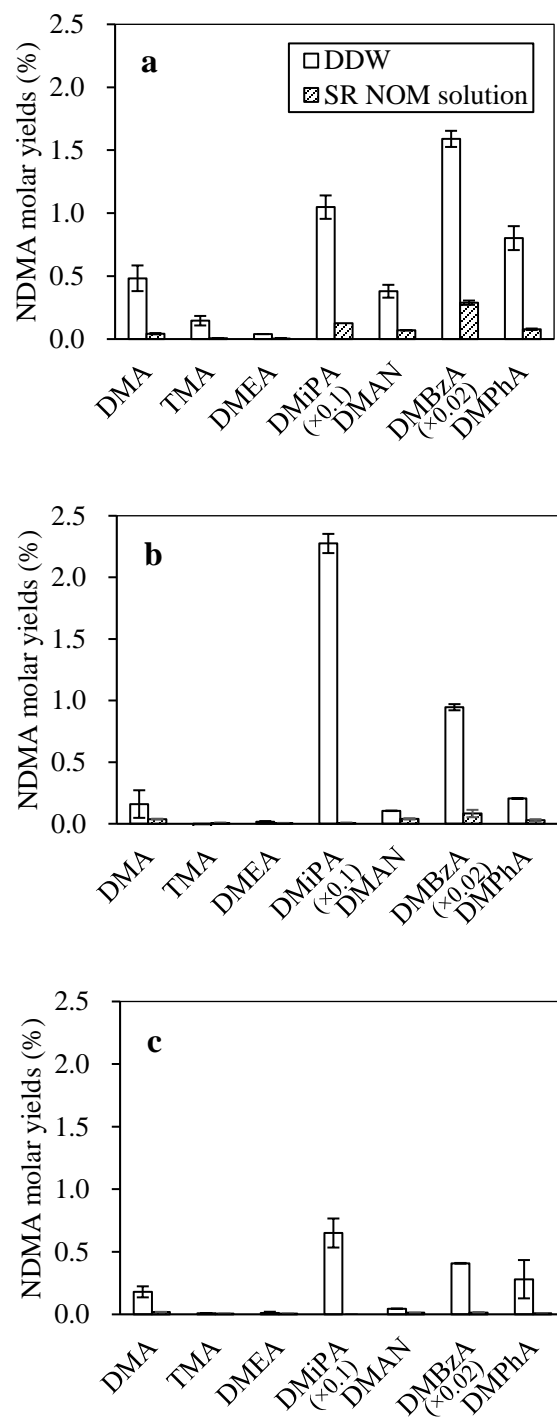 2.5
a
DDW
SR NOM solution
2.0
1.5
1.0
0.5
0.0
NDMA molar yields (%)
DMA
TMA
DMEA
DMiPA
(×0.1)
DMAN
DMBzA
(×0.02)
DMPhA
2.5
b
2.0
1.5
1.0
0.5
0.0
NDMA molar yields (%)
DMA
TMA
DMEA
DMiPA
(×0.1)
DMAN
DMBzA
(×0.02)
DMPhA
2.5
c
2.0
1.5
1.0
0.5
0.0
NDMA molar yields (%)
DMA
TMA
DMEA
DMiPA
(×0.1)
DMAN
DMBzA
(×0.02)
DMPhA